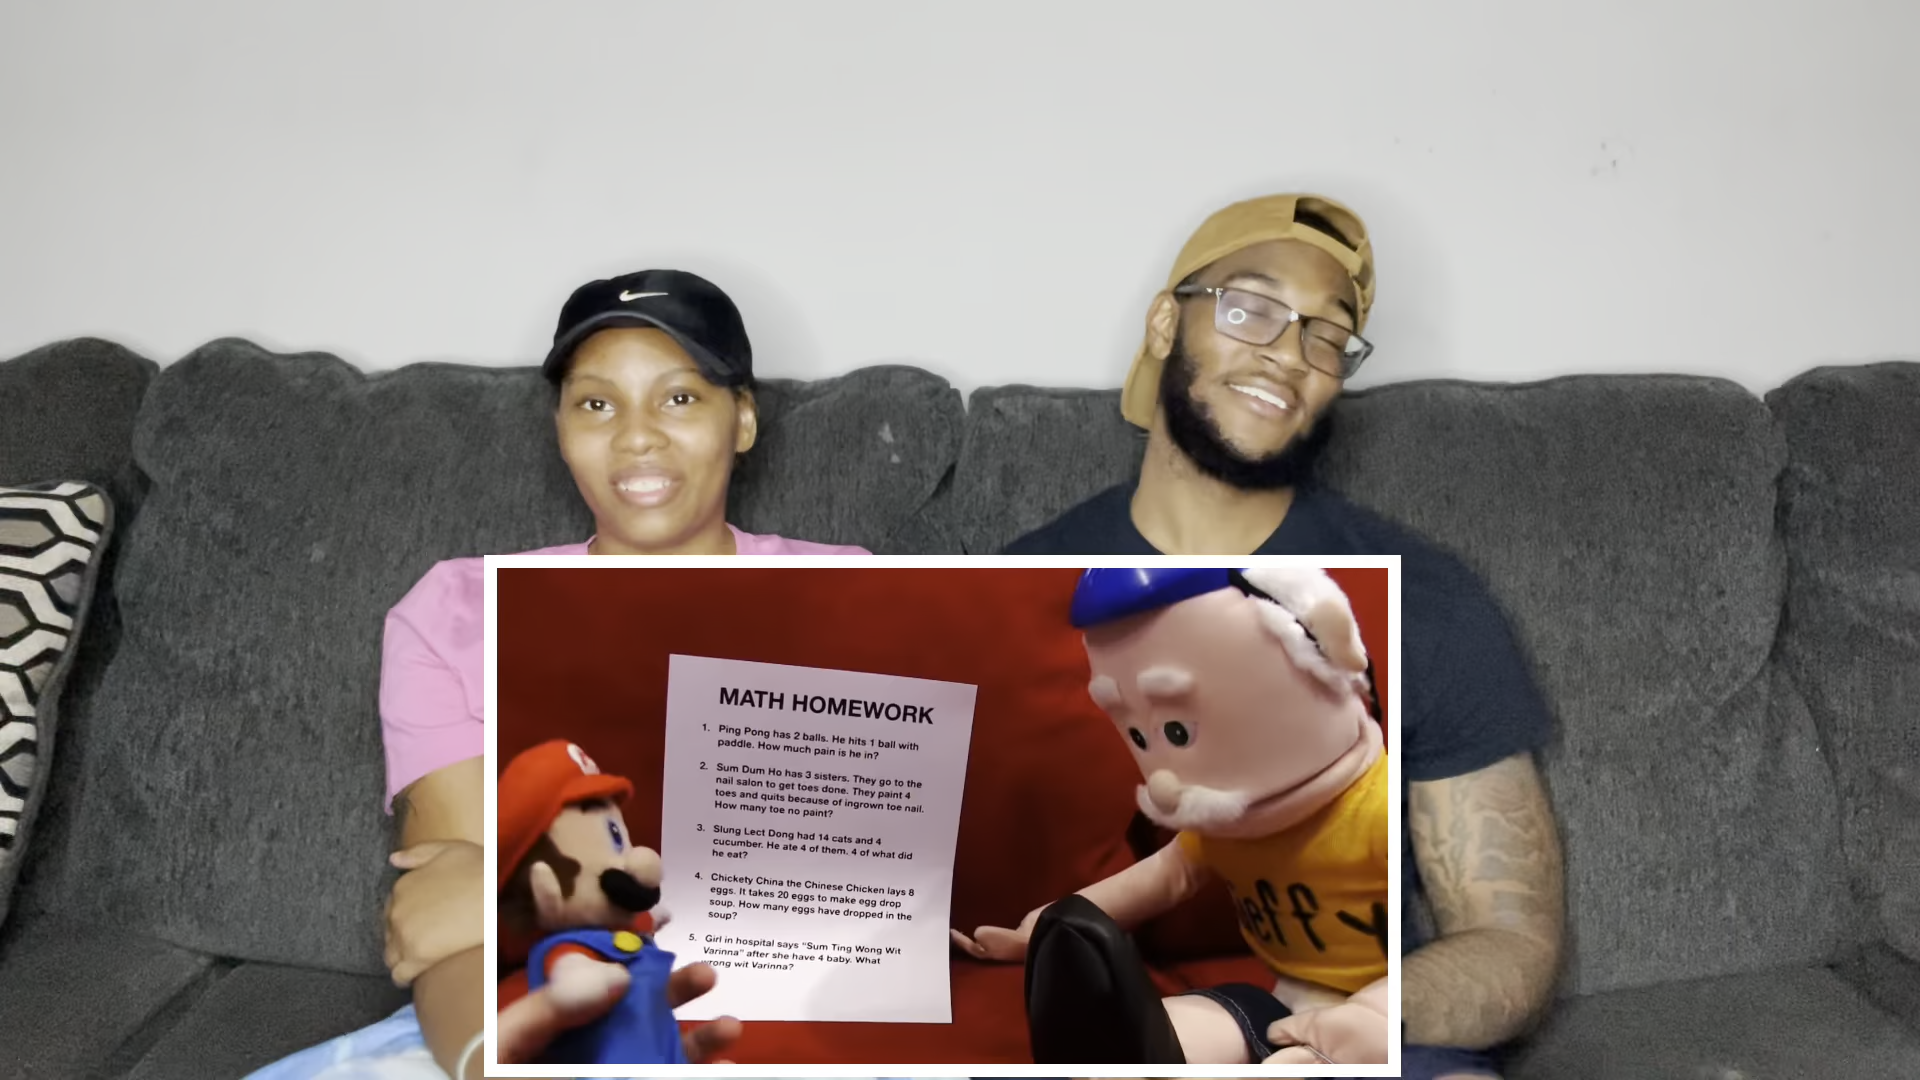 MATH HOMEWORK
1. Ping Pong has 2 balls. He hits 1 ball with
paddle. How much pain is he in?
2. Sum Dum Ho has 3 sisters. They go to the
nail salon to get toes done. They paint 4
toes and quits because of ingrown toe nail.
How many toe no paint?
3. Slung Lect Dong had 14 cats and 4
cucumber. He ate 4 of them. 4 of what did
he eat?
4. Chickety China the Chinese Chicken lays 8
eggs. It takes 20 eggs to make egg drop
soup. How many eggs have dropped in the
soup?
5. Girl in hospital says "Sum Ting Wong Wit
Varinna" after she have 4 baby. What
wrong wit Varinna?